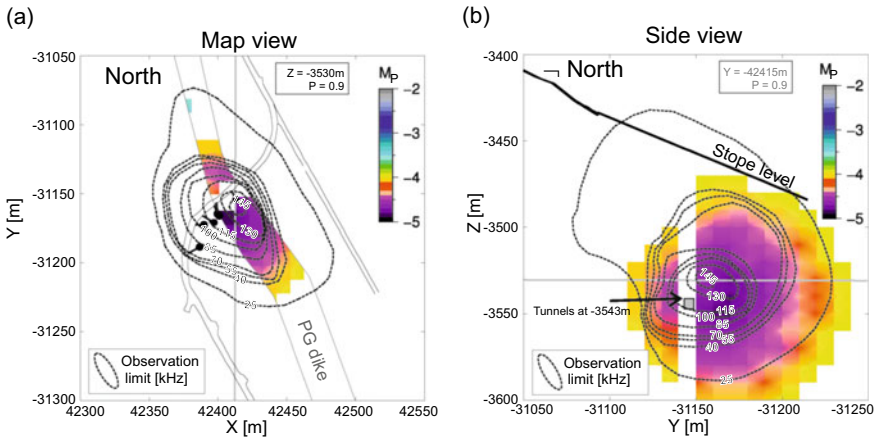 (a)
Map view
North
Z = -3530m
P = 0.9
M_P
-2
-3
-4
-5
-31050
-31100
-31150
-31200
-31250
-31300
Y [m]
42300
42350
42400
42450
42500
X [m]
145
130
115
100
85
70
55
40
25
PG dike
Observation
limit [kHz]
(b)
Side view
North
Y = -42415m
P = 0.9
M_P
-2
-3
-4
-5
Stope level
-3400
-3450
-3500
-3550
-3600
Z [m]
-31050
-31100
-31150
-31200
-31250
Y [m]
Tunnels at -3543m
145
130
115
100
85
70
55
40
25
Observation
limit [kHz]